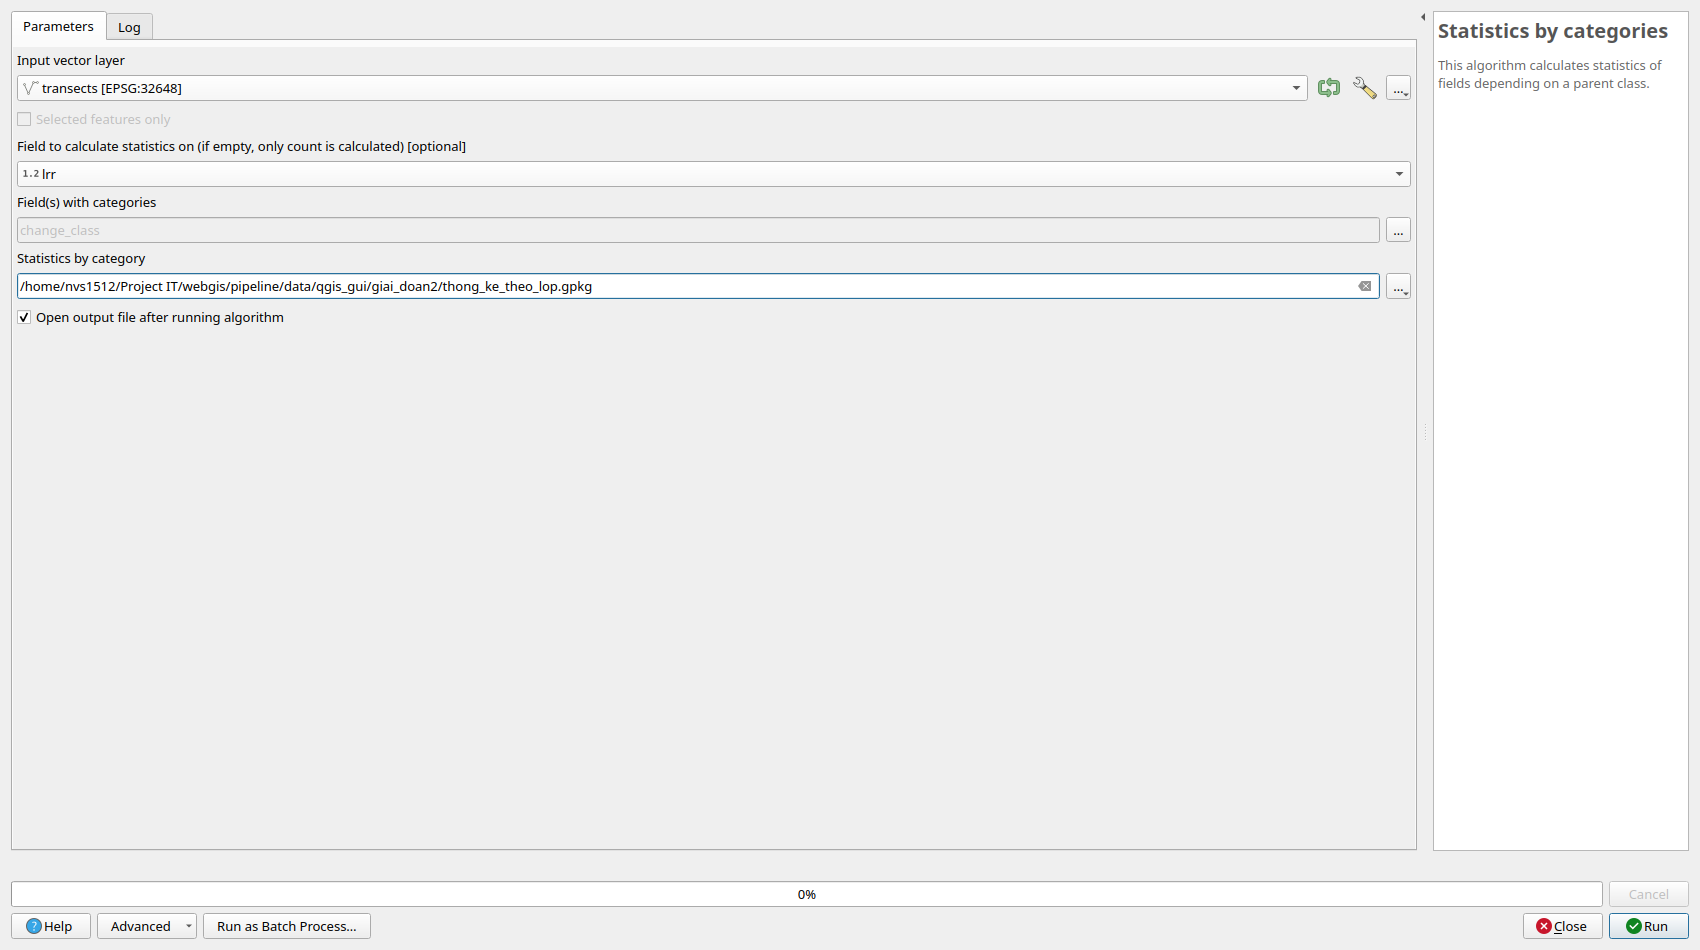 Parameters
Log
Input vector layer
transects [EPSG:32648]
...
Selected features only
Field to calculate statistics on (if empty, only count is calculated) [optional]
1.2 lrr
Field(s) with categories
change_class
...
Statistics by category
/home/nvs1512/Project IT/webgis/pipeline/data/qgis_gui/giai_doan2/thong_ke_theo_lop.gpkg
...
Open output file after running algorithm
Statistics by categories
This algorithm calculates statistics of
fields depending on a parent class.
0%
Cancel
? Help
Advanced
Run as Batch Process...
Close
Run